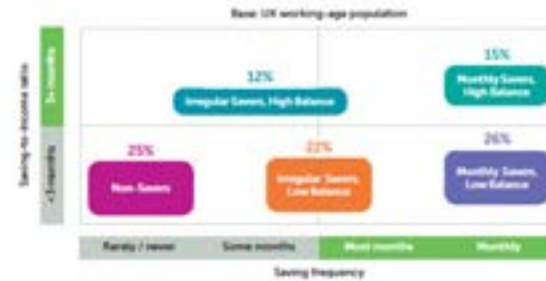 Base: UK working-age population
Saving-to-income ratio
3+ months
<3 months
12%
Irregular Savers, High Balance
15%
Monthly Savers,
High Balance
25%
Non-Savers
22%
Irregular Savers,
Low Balance
26%
Monthly Savers,
Low Balance
Rarely / never
Some months
Most months
Monthly
Saving frequency